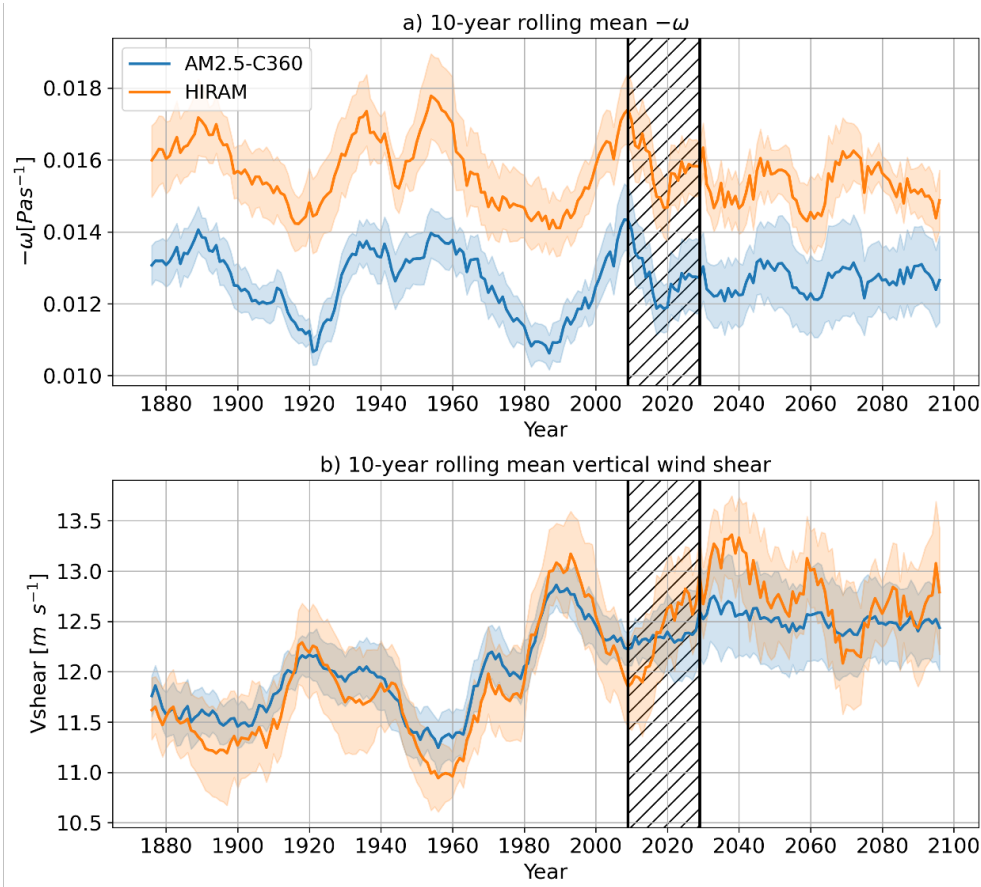 a) 10-year rolling mean −ω
AM2.5-C360
HIRAM
0.018
0.016
0.014
0.012
0.010
−ω[Pas⁻¹]
1880 1900 1920 1940 1960 1980 2000 2020 2040 2060 2080 2100
Year
b) 10-year rolling mean vertical wind shear
13.5
13.0
12.5
12.0
11.5
11.0
10.5
Vshear [m s⁻¹]
1880 1900 1920 1940 1960 1980 2000 2020 2040 2060 2080 2100
Year